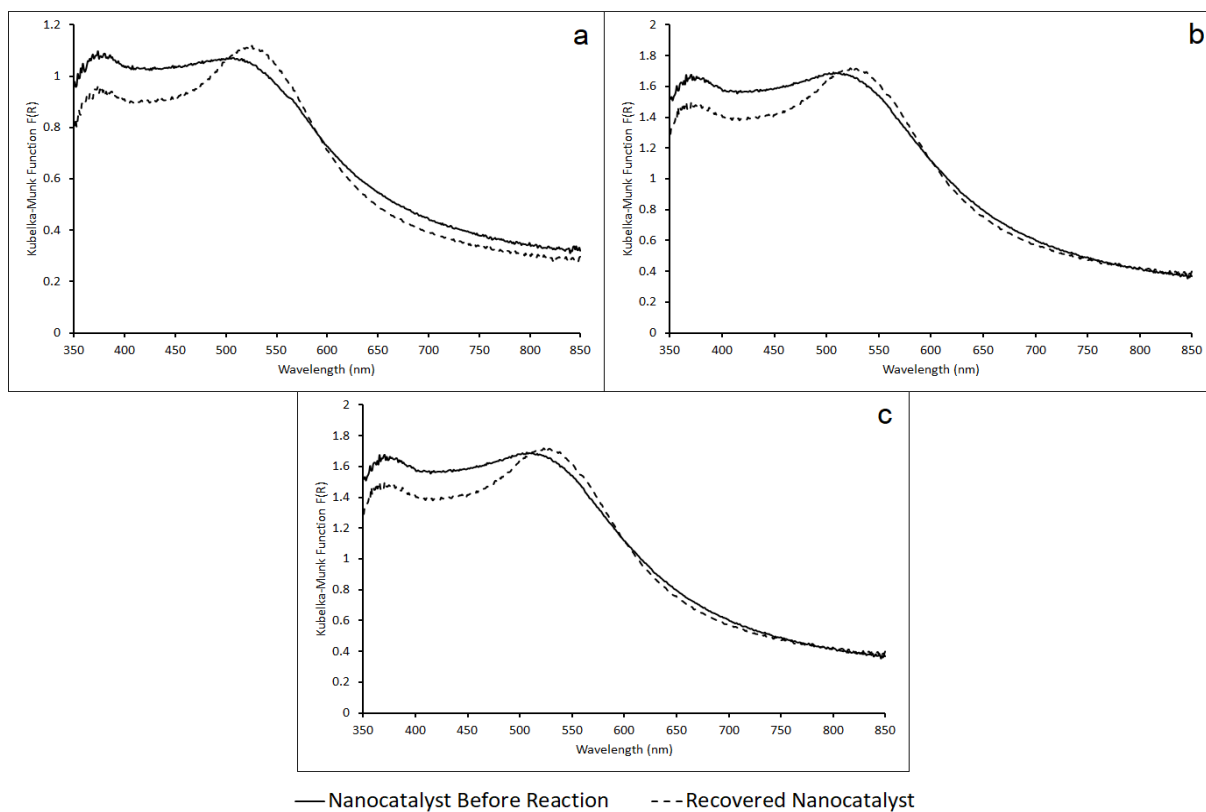 a
Kubelka-Munk Function F(R)
1.2
1
0.8
0.6
0.4
0.2
0
350 400 450 500 550 600 650 700 750 800 850
Wavelength (nm)
b
Kubelka-Munk Function F(R)
2
1.8
1.6
1.4
1.2
1
0.8
0.6
0.4
0.2
0
350 400 450 500 550 600 650 700 750 800 850
Wavelength (nm)
c
Kubelka-Munk Function F(R)
2
1.8
1.6
1.4
1.2
1
0.8
0.6
0.4
0.2
0
350 400 450 500 550 600 650 700 750 800 850
Wavelength (nm)
Nanocatalyst Before Reaction Recovered Nanocatalyst